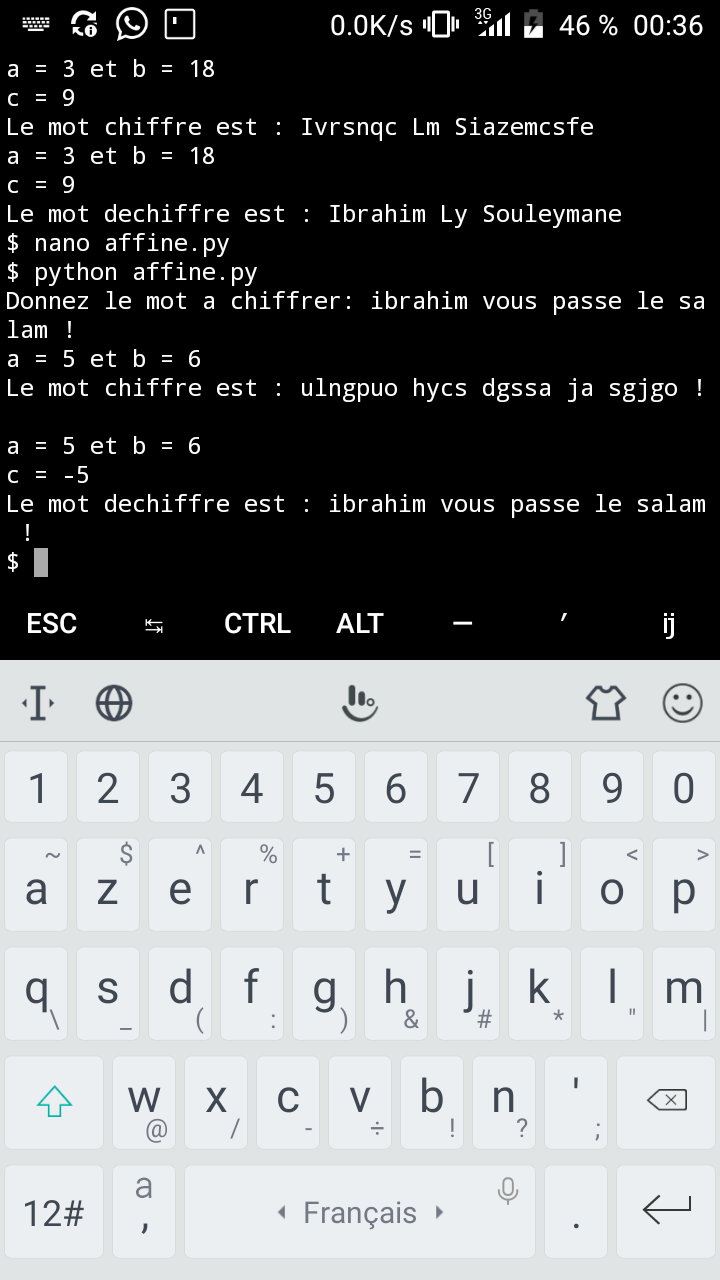 0.0K/s 3G 46 % 00:36
a = 3 et b = 18
c = 9
Le mot chiffre est : Ivrsnqc Lm Siazemcsfe
a = 3 et b = 18
c = 9
Le mot dechiffre est : Ibrahim Ly Souleymane
$ nano affine.py
$ python affine.py
Donnez le mot a chiffrer: ibrahim vous passe le sa
lam !
a = 5 et b = 6
Le mot chiffre est : ulngpuo hycs dgssa ja sgjgo !
a = 5 et b = 6
c = -5
Le mot dechiffre est : ibrahim vous passe le salam
!
$
ESC ↹ CTRL ALT — ′ ij
1 2 3 4 5 6 7 8 9 0
~ $ ^ % + = [ ] < >
a z e r t y u i o p
q s d f g h j k l m
\ _ ( : ) & # * " |
w x c v b n '
@ / - ÷ ! ? ;
12# a , Français .